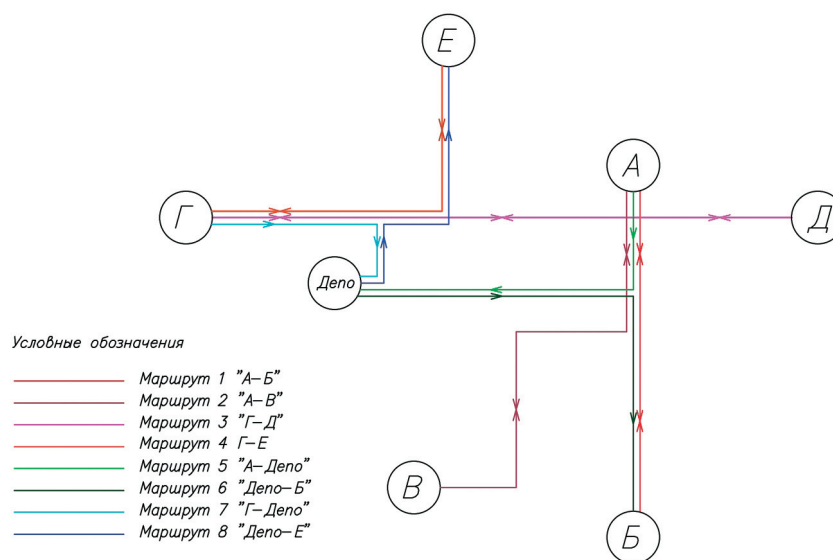 Е
А
Г
Д
Депо
Условные обозначения
Маршрут 1 "А-Б"
Маршрут 2 "А-В"
Маршрут 3 "Г-Д"
Маршрут 4 Г-Е
Маршрут 5 "А-Депо"
Маршрут 6 "Депо-Б"
Маршрут 7 "Г-Депо"
Маршрут 8 "Депо-Е"
В
Б